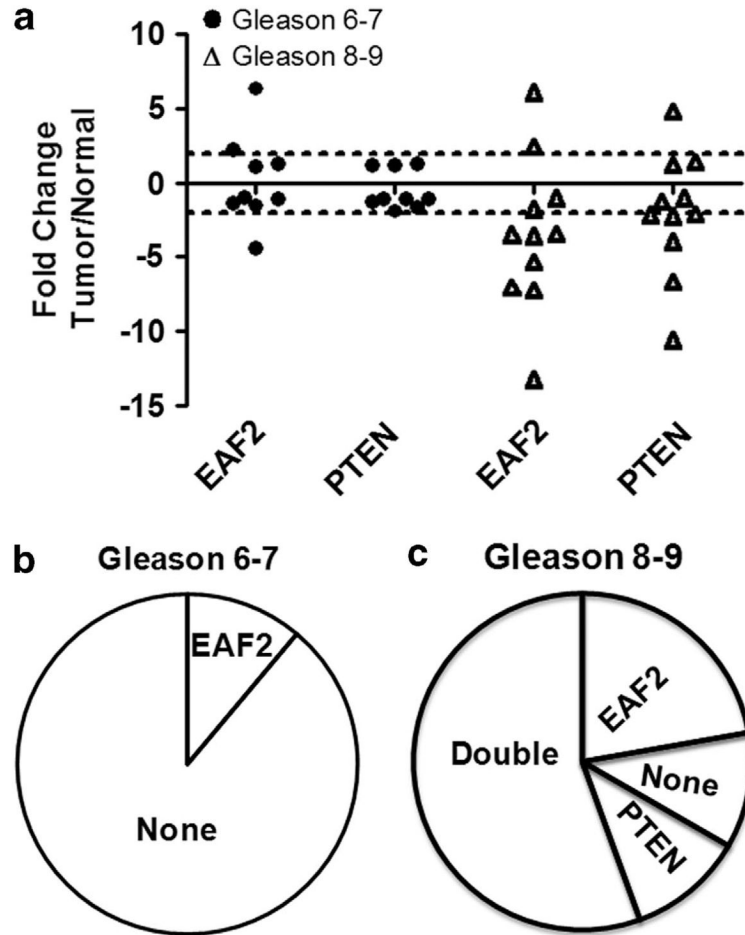 a
● Gleason 6-7
Δ Gleason 8-9
Fold Change
Tumor/Normal
10
5
0
-5
-10
-15
EAF2
PTEN
EAF2
PTEN
b
Gleason 6-7
EAF2
None
c
Gleason 8-9
EAF2
None
PTEN
Double